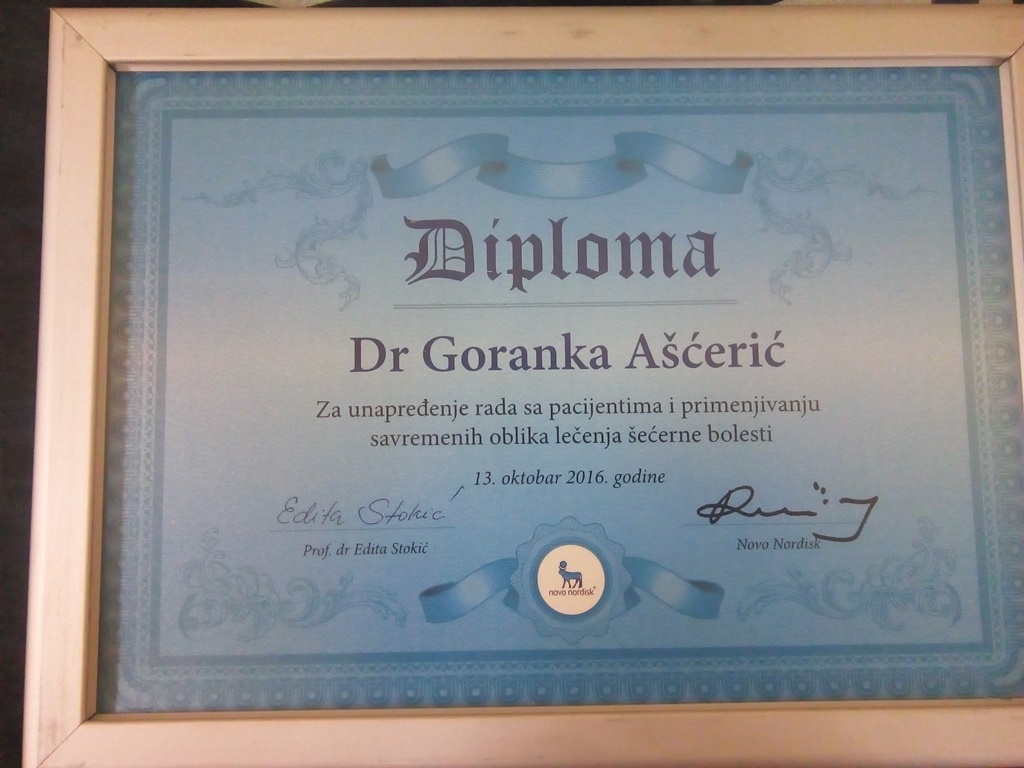 Diploma
Dr Goranka Ašćerić
Za unapređenje rada sa pacijentima i primenjivanju
savremenih oblika lečenja šećerne bolesti
13. oktobar 2016. godine
Edita Stokić
Prof. dr Edita Stokić
Novo Nordisk
novo nordisk®